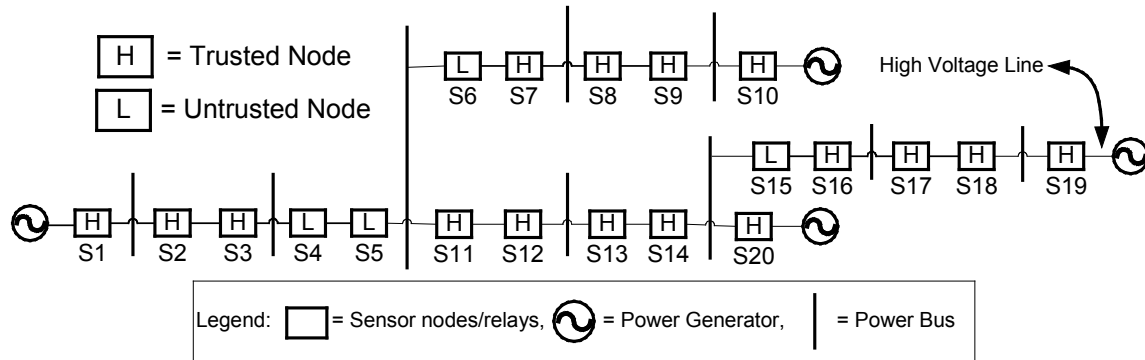 H = Trusted Node
L = Untrusted Node
L H H H H
S6 S7 S8 S9 S10
High Voltage Line
L H H H H
S15 S16 S17 S18 S19
H H H L L H H H H H
S1 S2 S3 S4 S5 S11 S12 S13 S14 S20
Legend: = Sensor nodes/relays, = Power Generator, = Power Bus